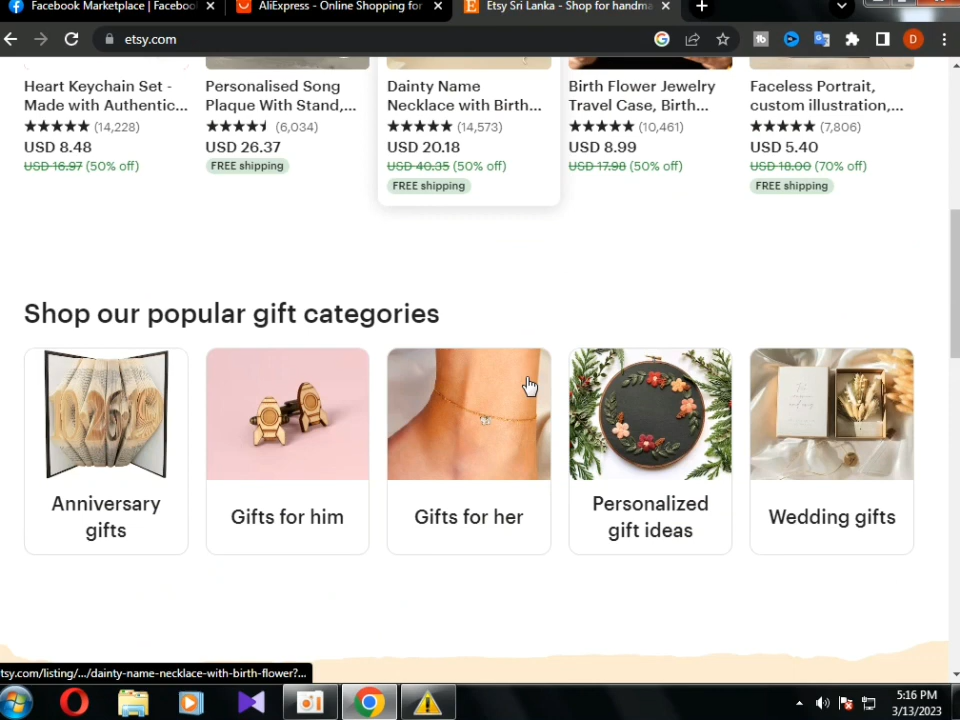 Facebook Marketplace | Faceboo
AliExpress - Online Shopping for
Etsy Sri Lanka - Shop for handma
etsy.com
D
Heart Keychain Set -
Made with Authentic...
(14,228)
USD 8.48
USD 16.97 (50% off)
Personalised Song
Plaque With Stand,...
(6,034)
USD 26.37
FREE shipping
Dainty Name
Necklace with Birth...
(14,573)
USD 20.18
USD 40.35 (50% off)
FREE shipping
Birth Flower Jewelry
Travel Case, Birth...
(10,461)
USD 8.99
USD 17.98 (50% off)
Faceless Portrait,
custom illustration,...
(7,806)
USD 5.40
USD 18.00 (70% off)
FREE shipping
Shop our popular gift categories
Anniversary
gifts
Gifts for him
Gifts for her
Personalized
gift ideas
Wedding gifts
tsy.com/listing/.../dainty-name-necklace-with-birth-flower?...
5:16 PM
3/13/2023